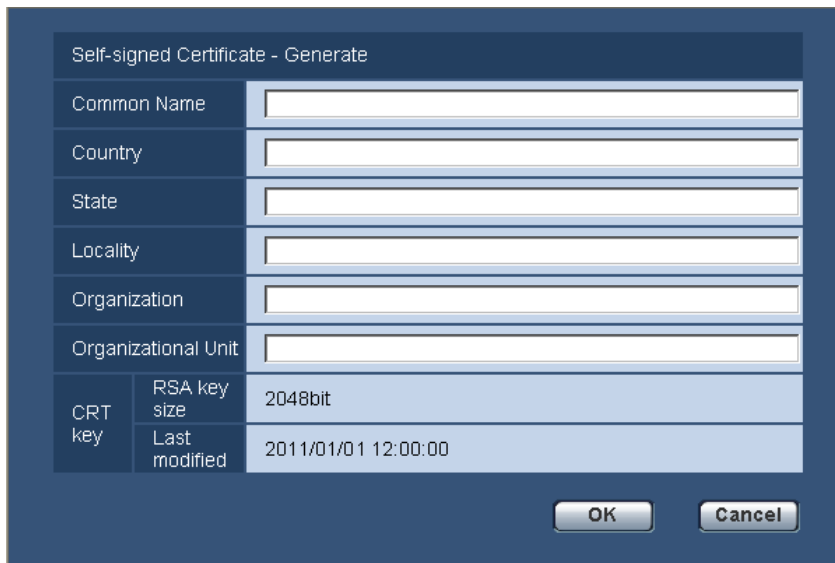 Self-signed Certificate - Generate
Common Name
Country
State
Locality
Organization
Organizational Unit
CRT key
RSA key size
2048bit
Last modified
2011/01/01 12:00:00
OK
Cancel